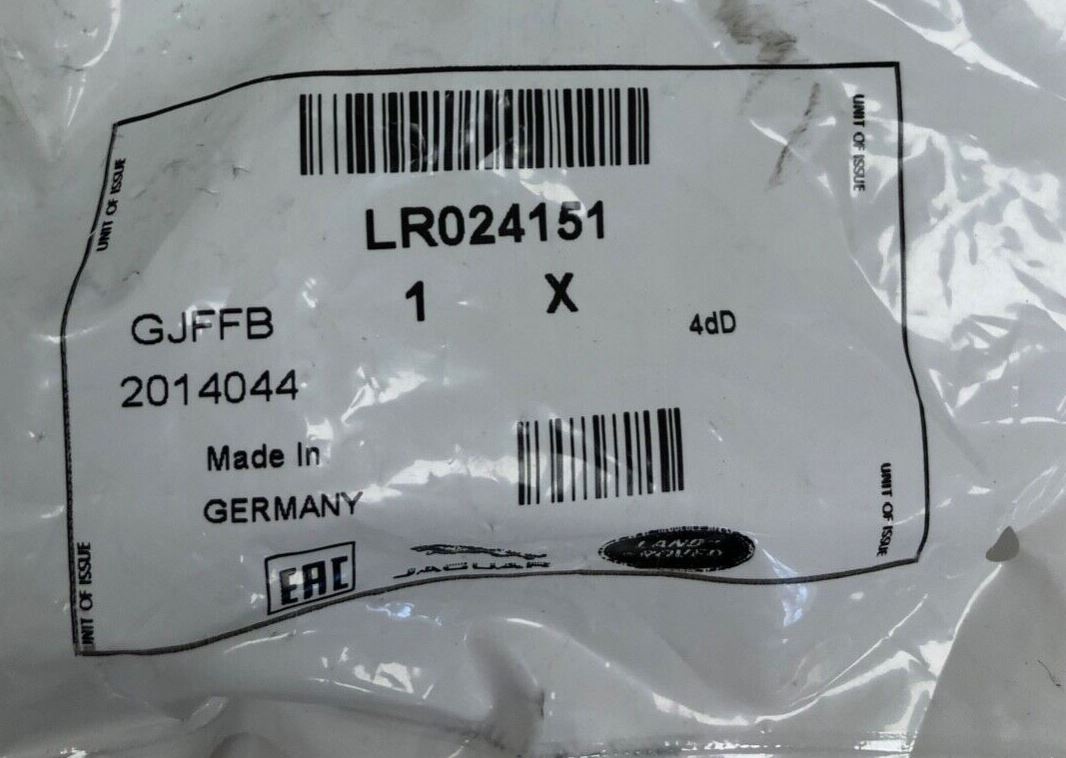 UNIT OF ISSUE
UNIT OF ISSUE
LR024151
1 X
GJFFB
4dD
2014044
Made In
GERMANY
UNIT OF ISSUE
UNIT OF ISSUE
EAC
JAGUAR
LAND
ROVER